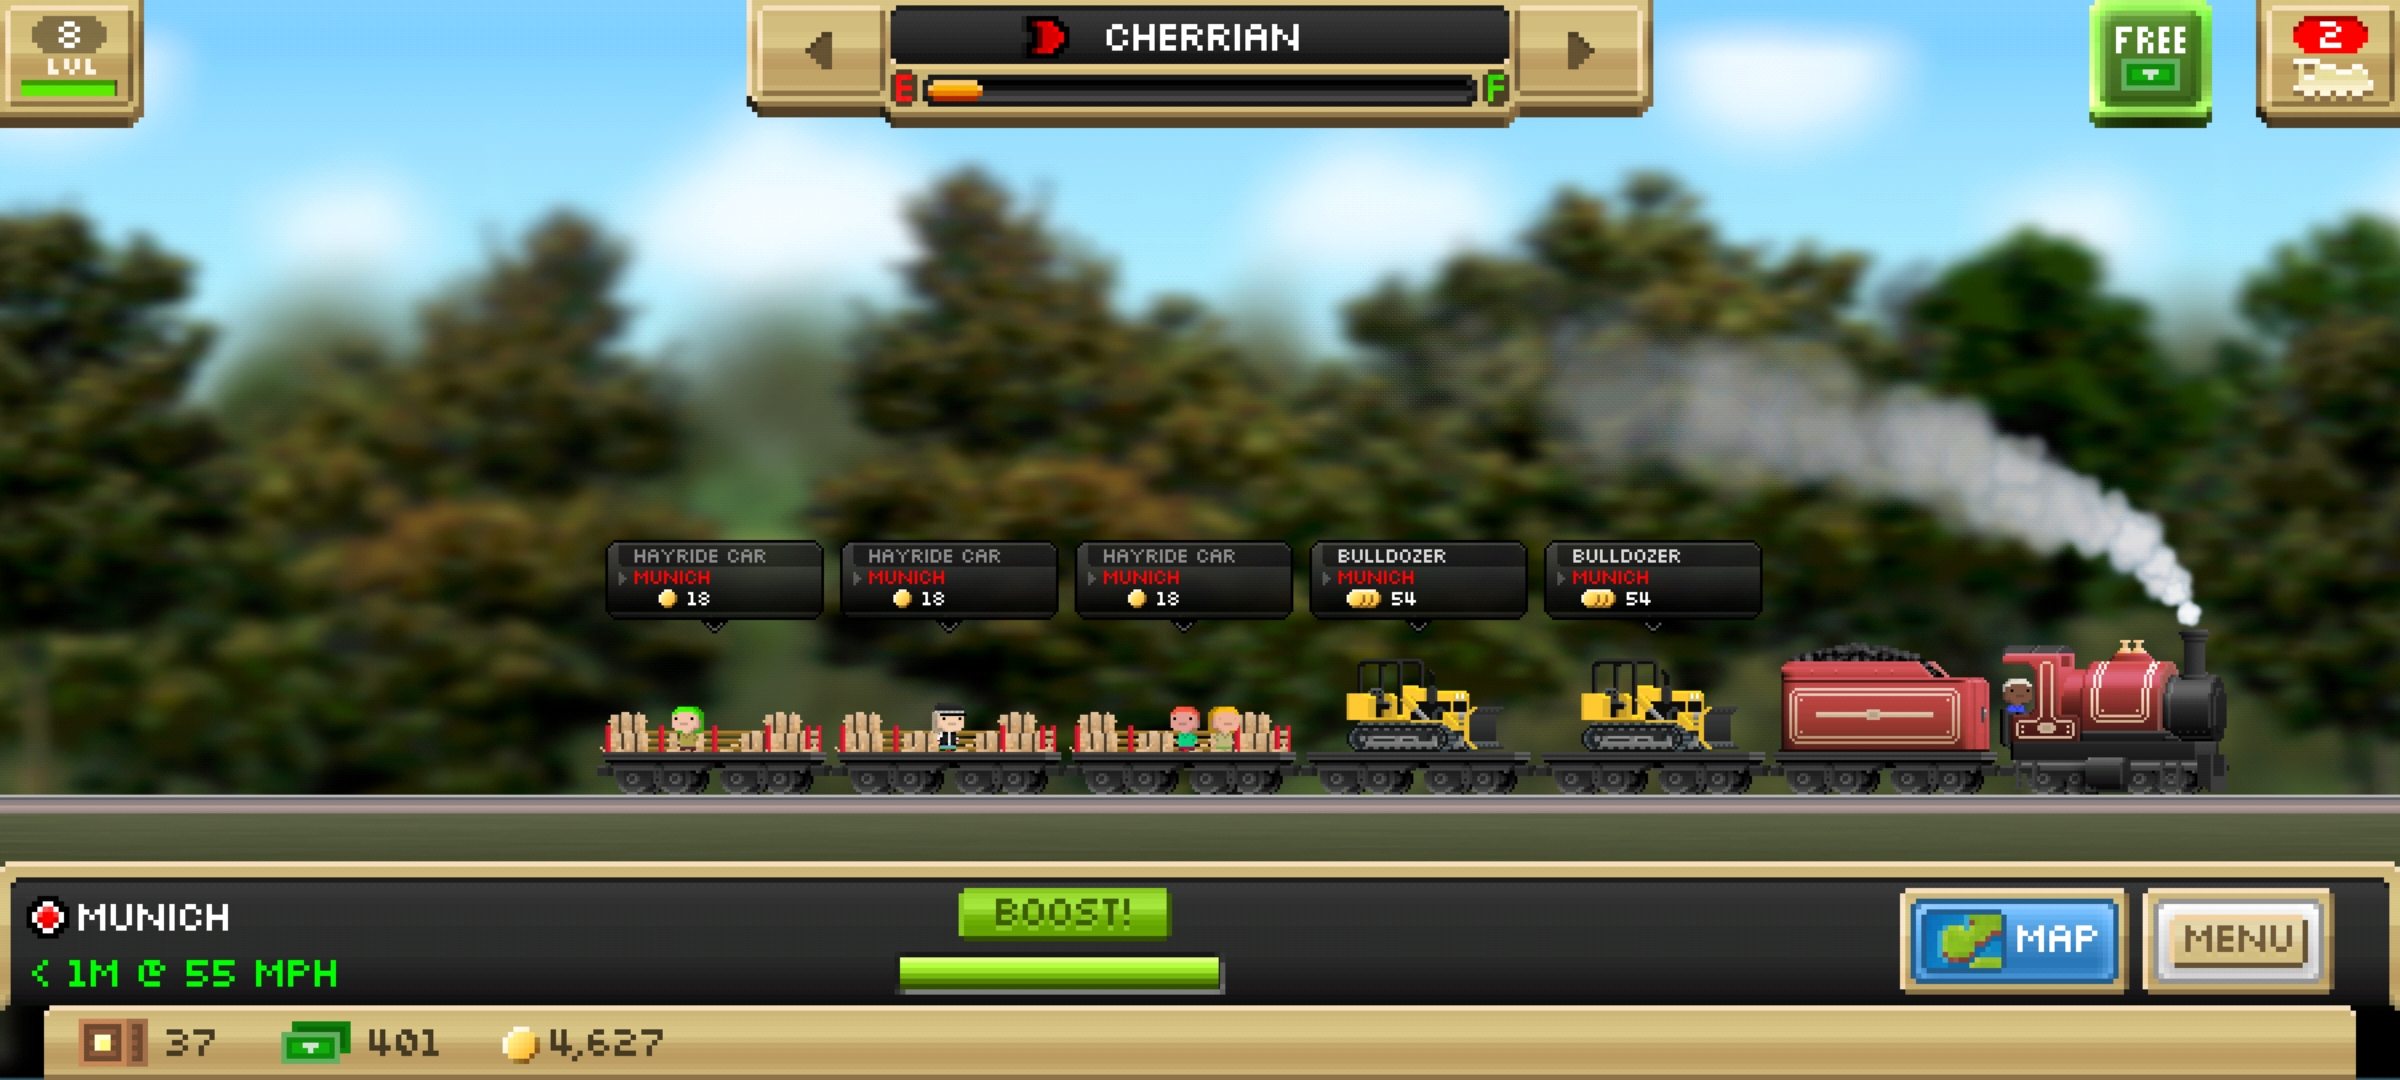 8
LVL
CHERRIAN
E F
FREE
2
HAYRIDE CAR
MUNICH
18
HAYRIDE CAR
MUNICH
18
HAYRIDE CAR
MUNICH
18
BULLDOZER
MUNICH
54
BULLDOZER
MUNICH
54
MUNICH
< 1M @ 55 MPH
BOOST!
MAP
MENU
37
401
4,627